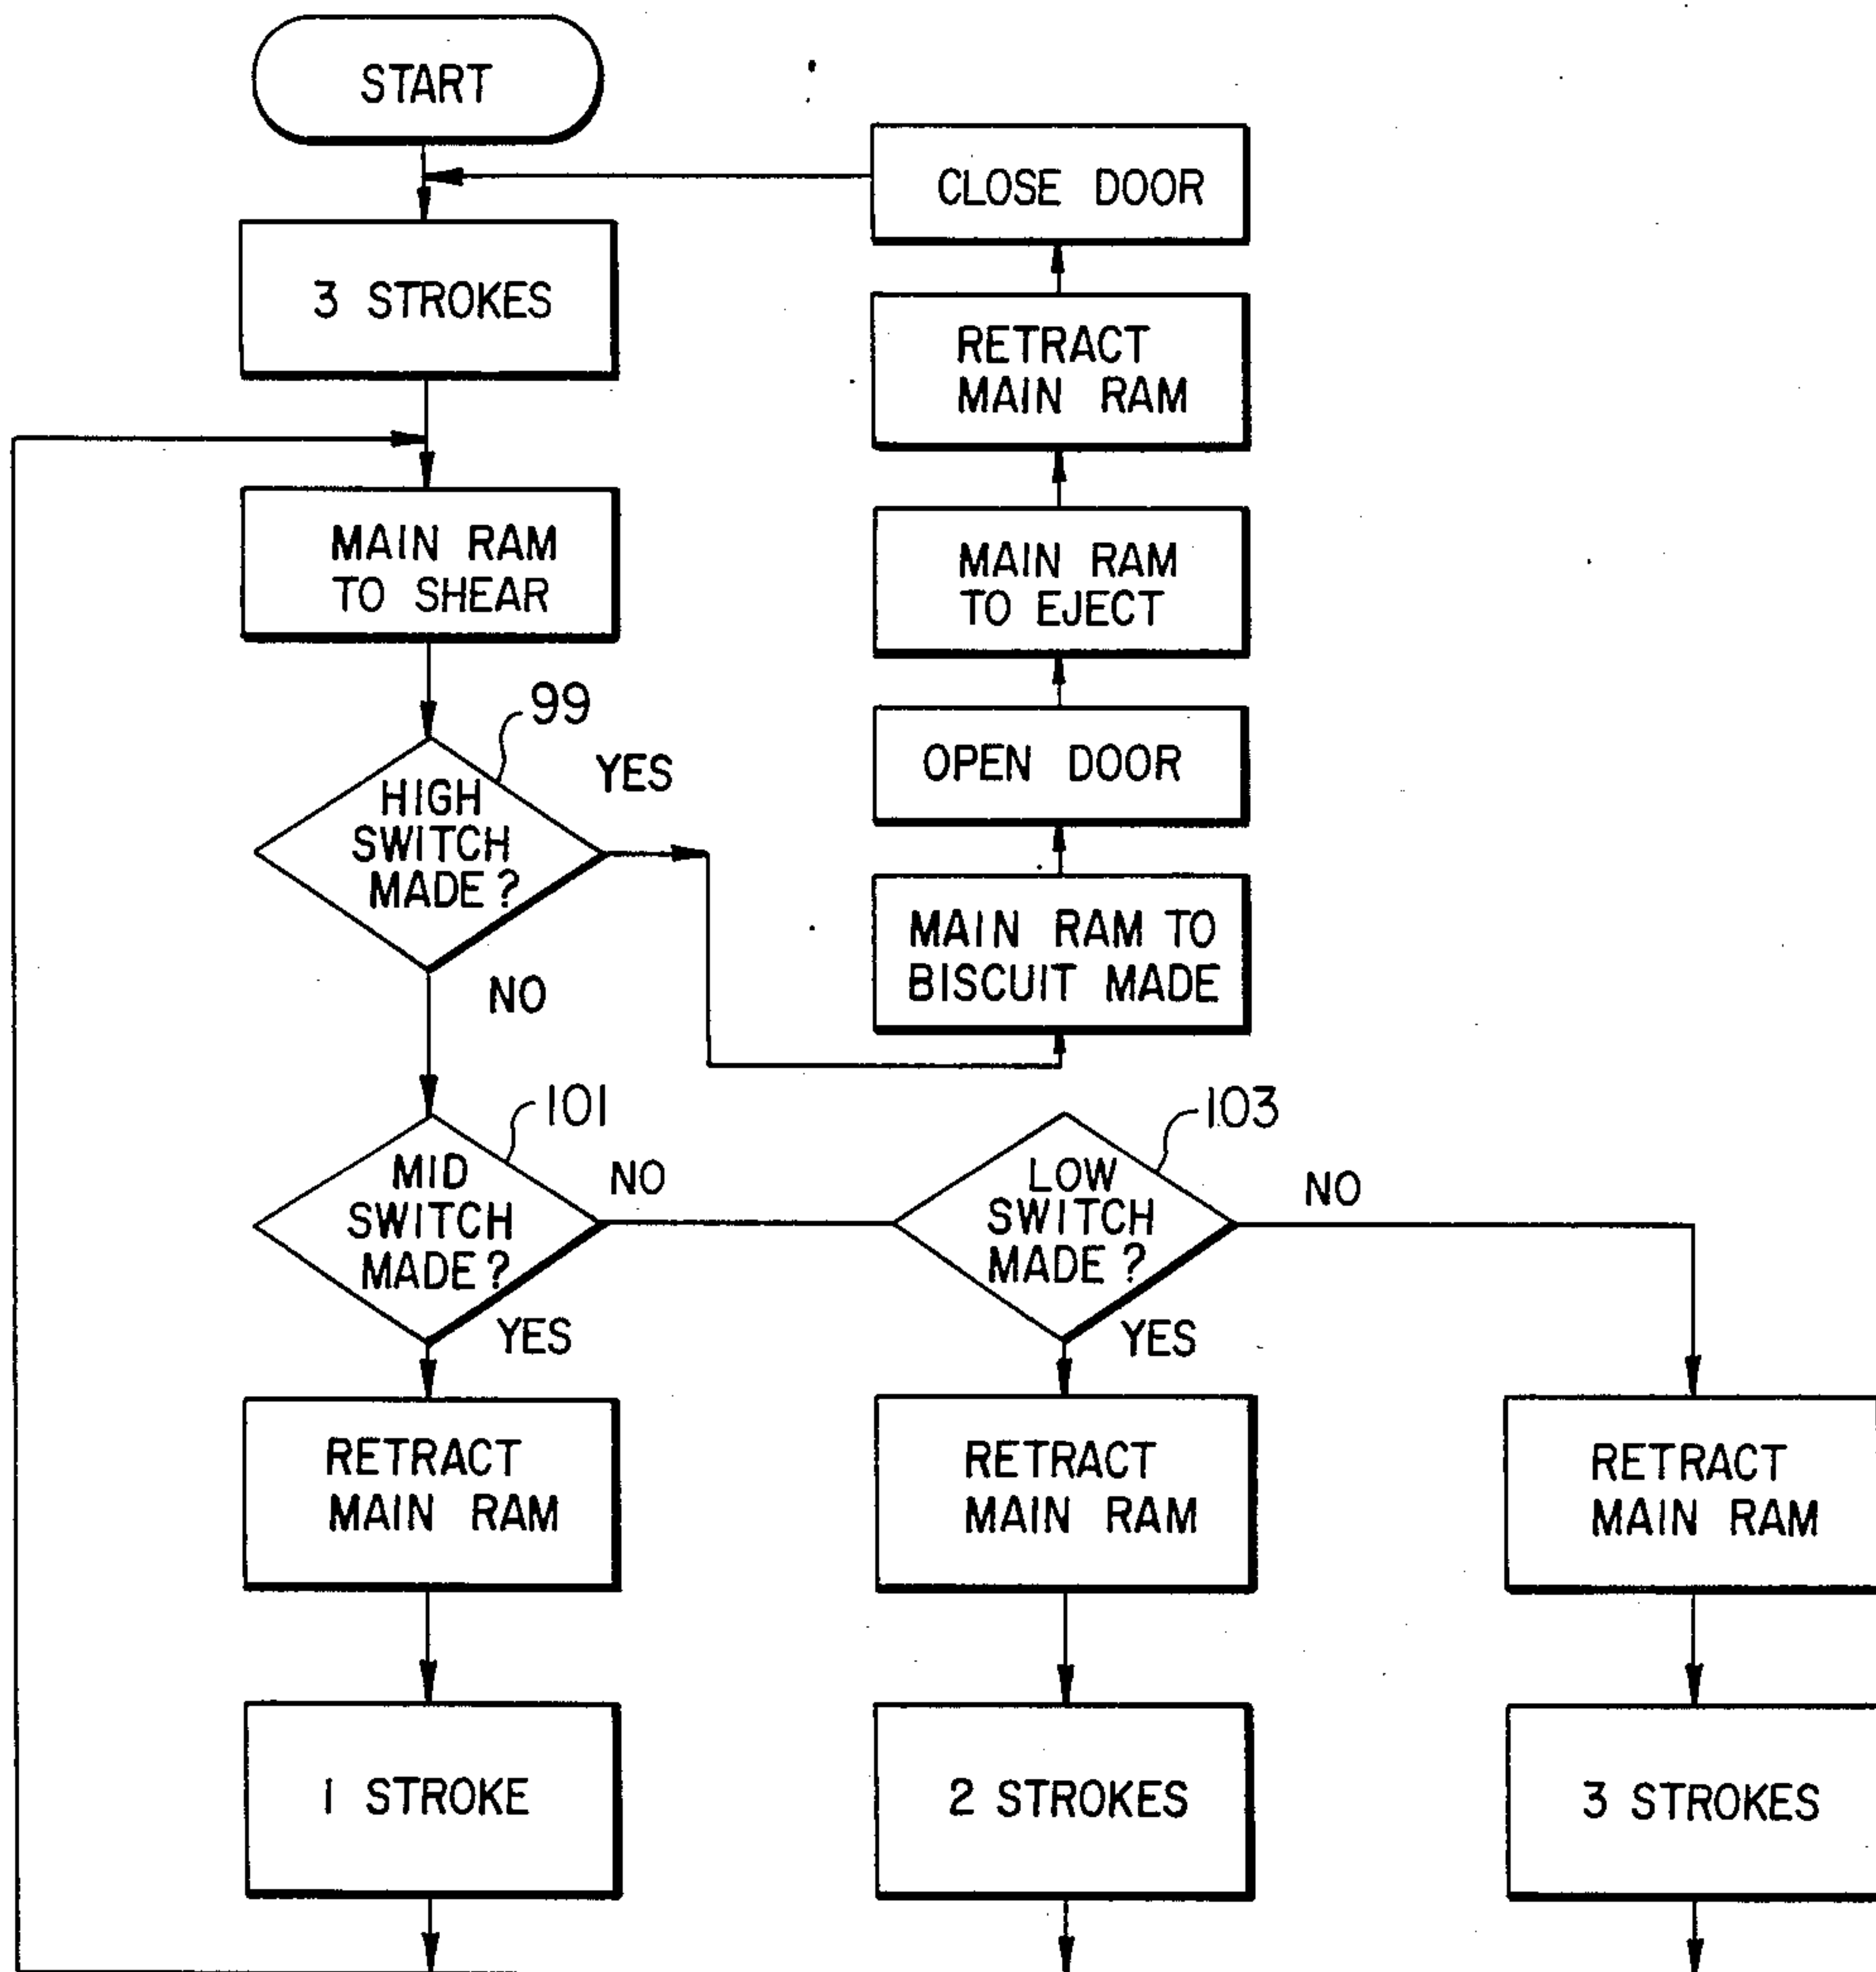 START
3 STROKES
MAIN RAM
TO SHEAR
99
HIGH
SWITCH
MADE?
YES
NO
CLOSE DOOR
RETRACT
MAIN RAM
MAIN RAM
TO EJECT
OPEN DOOR
MAIN RAM TO
BISCUIT MADE
101
MID
SWITCH
MADE?
NO
YES
103
LOW
SWITCH
MADE?
NO
YES
RETRACT
MAIN RAM
1 STROKE
RETRACT
MAIN RAM
2 STROKES
RETRACT
MAIN RAM
3 STROKES